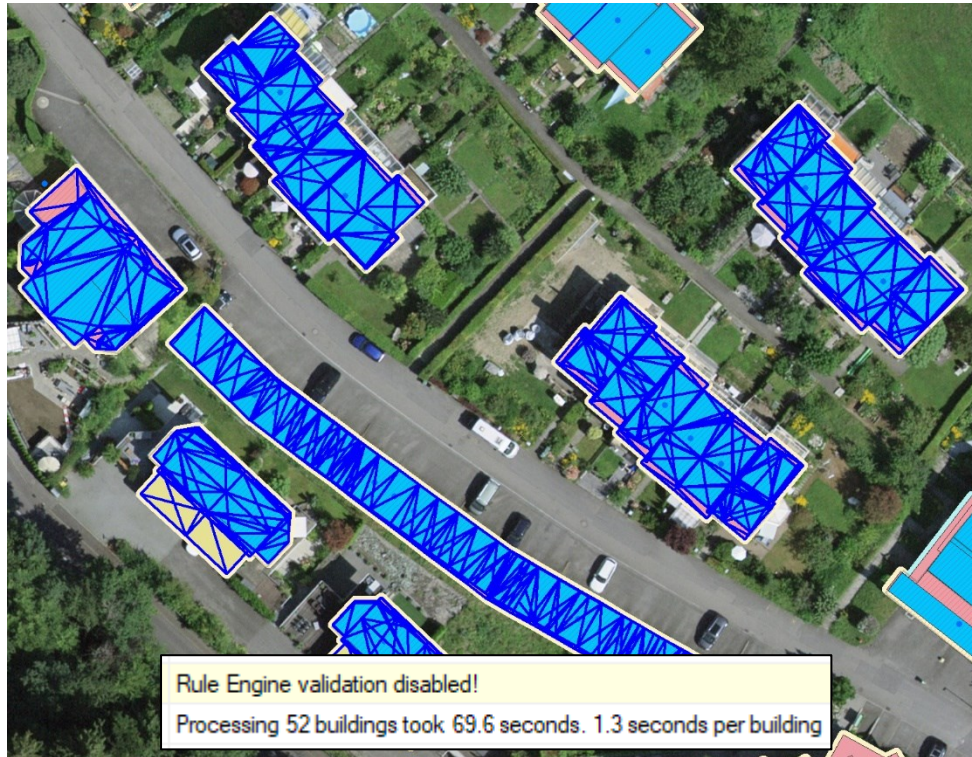 Rule Engine validation disabled!
Processing 52 buildings took 69.6 seconds. 1.3 seconds per building